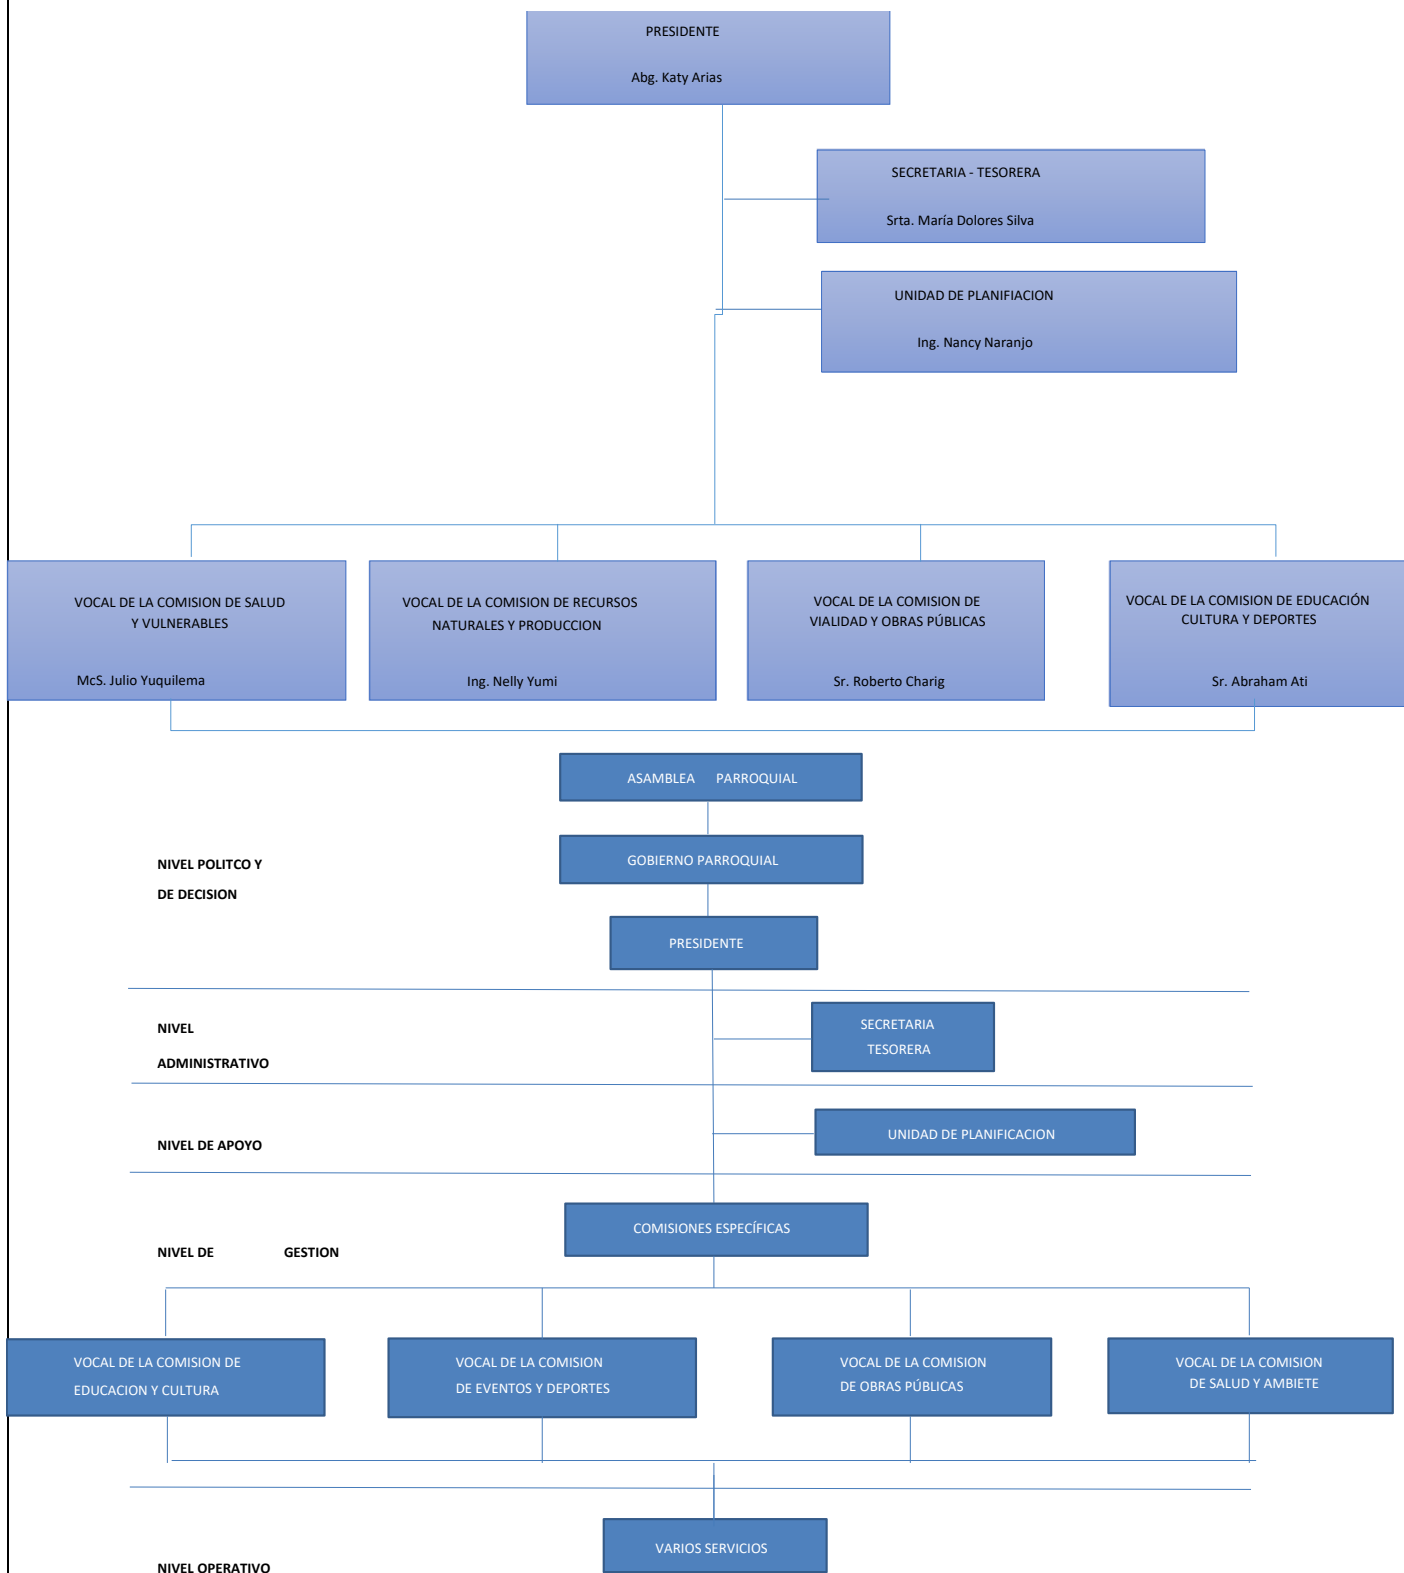 PRESIDENTE
Abg. Katy Arias
SECRETARIA - TESORERA
Srta. María Dolores Silva
UNIDAD DE PLANIFIACION
Ing. Nancy Naranjo
VOCAL DE LA COMISION DE SALUD
Y VULNERABLES
McS. Julio Yuquilema
VOCAL DE LA COMISION DE RECURSOS
NATURALES Y PRODUCCION
Ing. Nelly Yumi
VOCAL DE LA COMISION DE
VIALIDAD Y OBRAS PÚBLICAS
Sr. Roberto Charig
VOCAL DE LA COMISION DE EDUCACIÓN
CULTURA Y DEPORTES
Sr. Abraham Ati
ASAMBLEA PARROQUIAL
NIVEL POLITCO Y
DE DECISION
GOBIERNO PARROQUIAL
PRESIDENTE
NIVEL
ADMINISTRATIVO
SECRETARIA
TESORERA
NIVEL DE APOYO
UNIDAD DE PLANIFICACION
COMISIONES ESPECÍFICAS
NIVEL DE GESTION
VOCAL DE LA COMISION DE
EDUCACION Y CULTURA
VOCAL DE LA COMISION
DE EVENTOS Y DEPORTES
VOCAL DE LA COMISION
DE OBRAS PÚBLICAS
VOCAL DE LA COMISION
DE SALUD Y AMBIETE
VARIOS SERVICIOS
NIVEL OPERATIVO